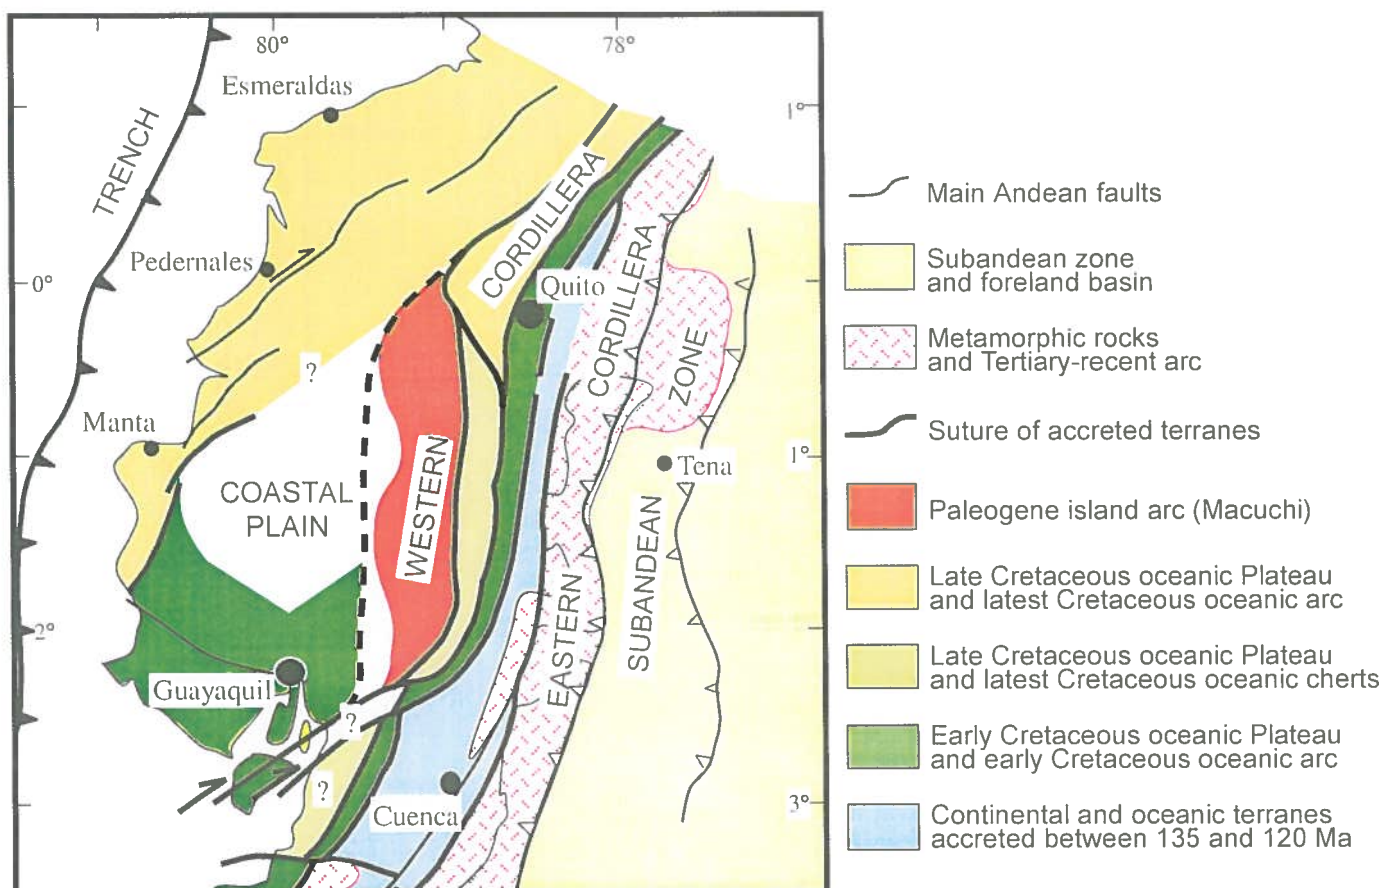 80°
78°
Esmeraldas
1°
TRENCH
CORDILLERA
Pedernales
0°
Quito
CORDILLERA
ZONE
?
Manta
WESTERN
1°
Tena
COASTAL
PLAIN
SUBANDEAN
EASTERN
2°
Guayaquil
?
?
3°
Cuenca
Main Andean faults
Subandean zone
and foreland basin
Metamorphic rocks
and Tertiary-recent arc
Suture of accreted terranes
Paleogene island arc (Macuchi)
Late Cretaceous oceanic Plateau
and latest Cretaceous oceanic arc
Late Cretaceous oceanic Plateau
and latest Cretaceous oceanic cherts
Early Cretaceous oceanic Plateau
and early Cretaceous oceanic arc
Continental and oceanic terranes
accreted between 135 and 120 Ma